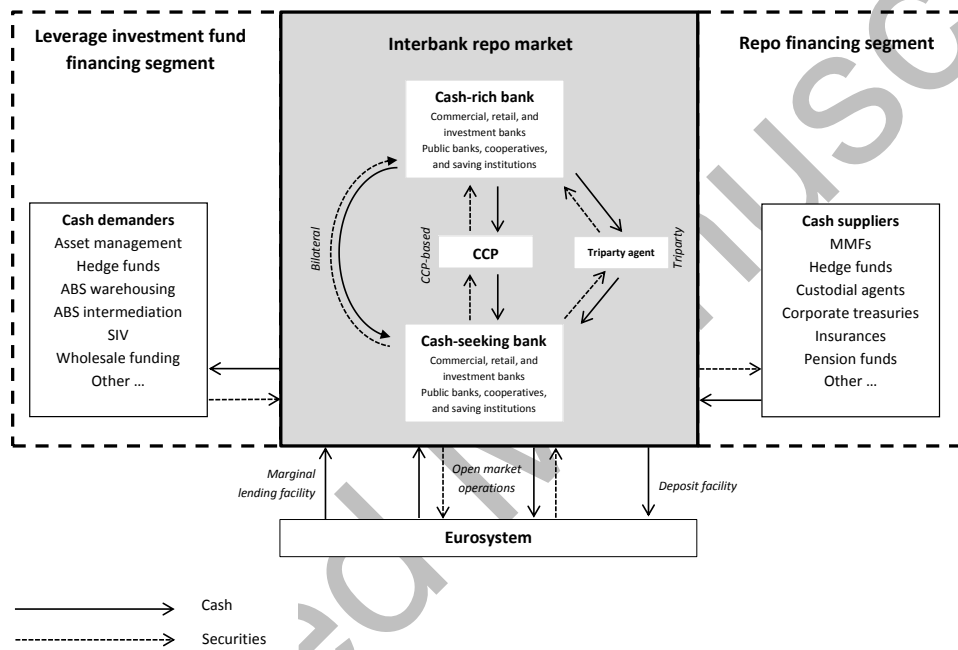 Leverage investment fund
financing segment
Interbank repo market
Repo financing segment
Cash-rich bank
Commercial, retail, and
investment banks
Public banks, cooperatives,
and saving institutions
Cash demanders
Asset management
Hedge funds
ABS warehousing
ABS intermediation
SIV
Wholesale funding
Other ...
Bilateral
CCP-based
CCP
Triparty agent
Triparty
Cash-seeking bank
Commercial, retail, and
investment banks
Public banks, cooperatives,
and saving institutions
Cash suppliers
MMFs
Hedge funds
Custodial agents
Corporate treasuries
Insurances
Pension funds
Other ...
Marginal
lending facility
Open market
operations
Deposit facility
Eurosystem
Cash
Securities